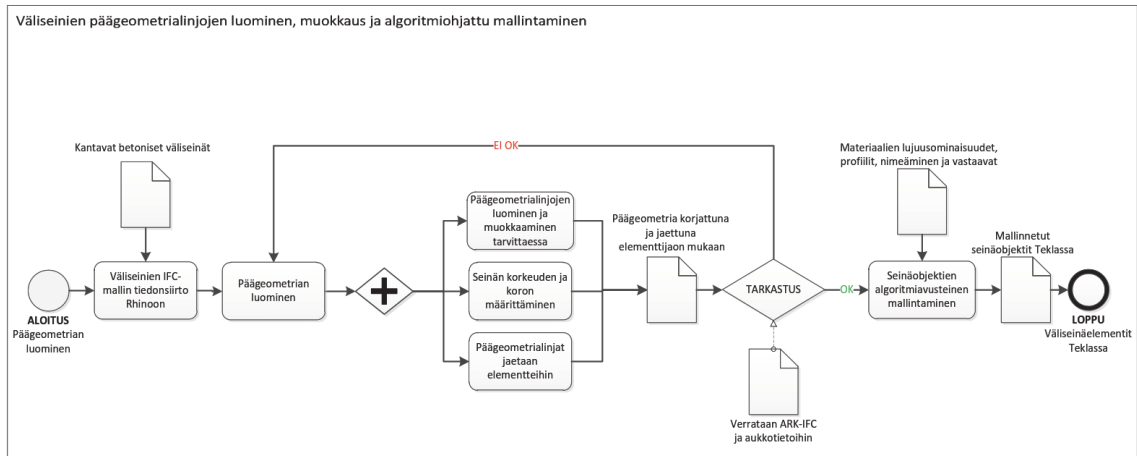 Väliseinien päägeometrialinjojen luominen, muokkaus ja algoritmiohjattu mallintaminen
Kantavat betoniset väliseinät
ALOITUS
Päägeometrian
luominen
Väliseinien IFC-
mallin tiedonsiirto
Rhinoon
Päägeometrian
luominen
EI OK
Päägeometrialinjojen
luominen ja
muokkaaminen
tarvittaessa
Seinän korkeuden ja
koron
määrittäminen
Päägeometrialinjat
jaetaan
elementteihin
Päägeometria korjattuna
ja jaettuna
elementtijaon mukaan
TARKASTUS
OK
Verrataan ARK-IFC
ja aukkotietoihin
Materiaalien lujuusominaisuudet,
profiilit, nimeäminen ja vastaavat
Seinäobjektien
algoritmiavusteinen
mallintaminen
Mallinnetut
seinäobjektit Teklassa
LOPPU
Väliseinäelementit
Teklassa